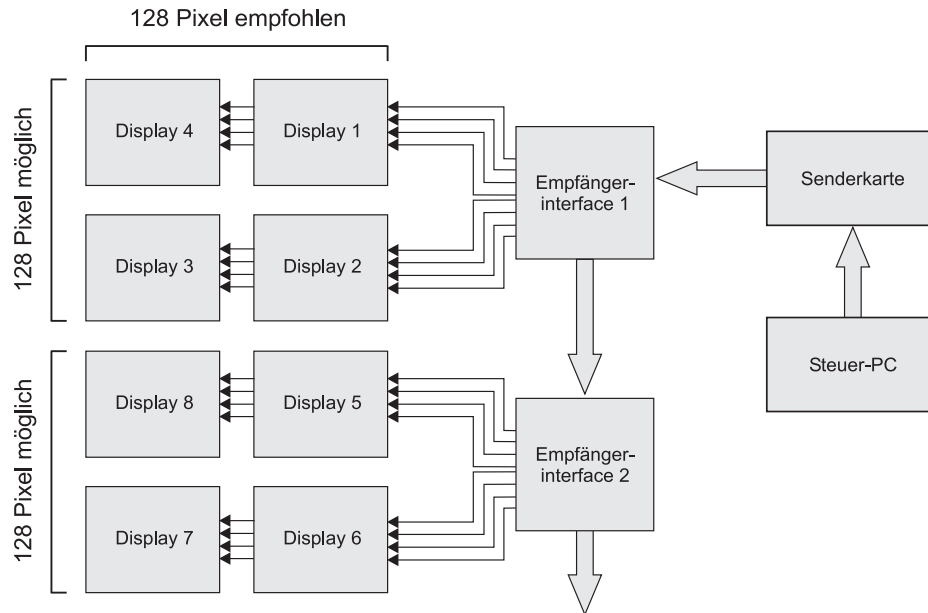 128 Pixel empfohlen
128 Pixel möglich
Display 4
Display 1
Display 3
Display 2
Empfänger-
interface 1
Senderkarte
Steuer-PC
128 Pixel möglich
Display 8
Display 5
Display 7
Display 6
Empfänger-
interface 2